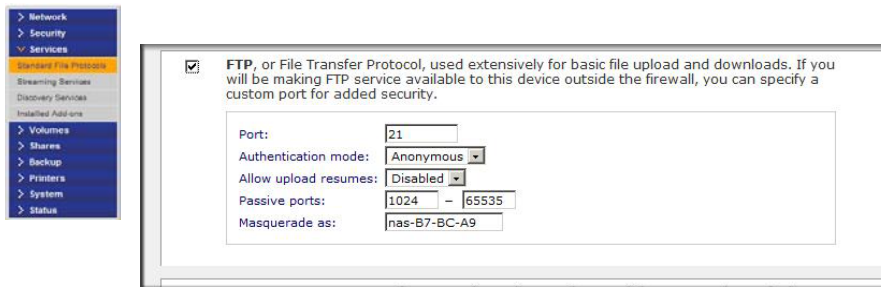 Network
Security
Services
Standard File Protocols
Streaming Services
Discovery Services
Installed Add-ons
Volumes
Shares
Backup
Printers
System
Status
FTP, or File Transfer Protocol, used extensively for basic file upload and downloads. If you
will be making FTP service available to this device outside the firewall, you can specify a
custom port for added security.
Port: 21
Authentication mode: Anonymous
Allow upload resumes: Disabled
Passive ports: 1024 – 65535
Masquerade as: nas-B7-BC-A9